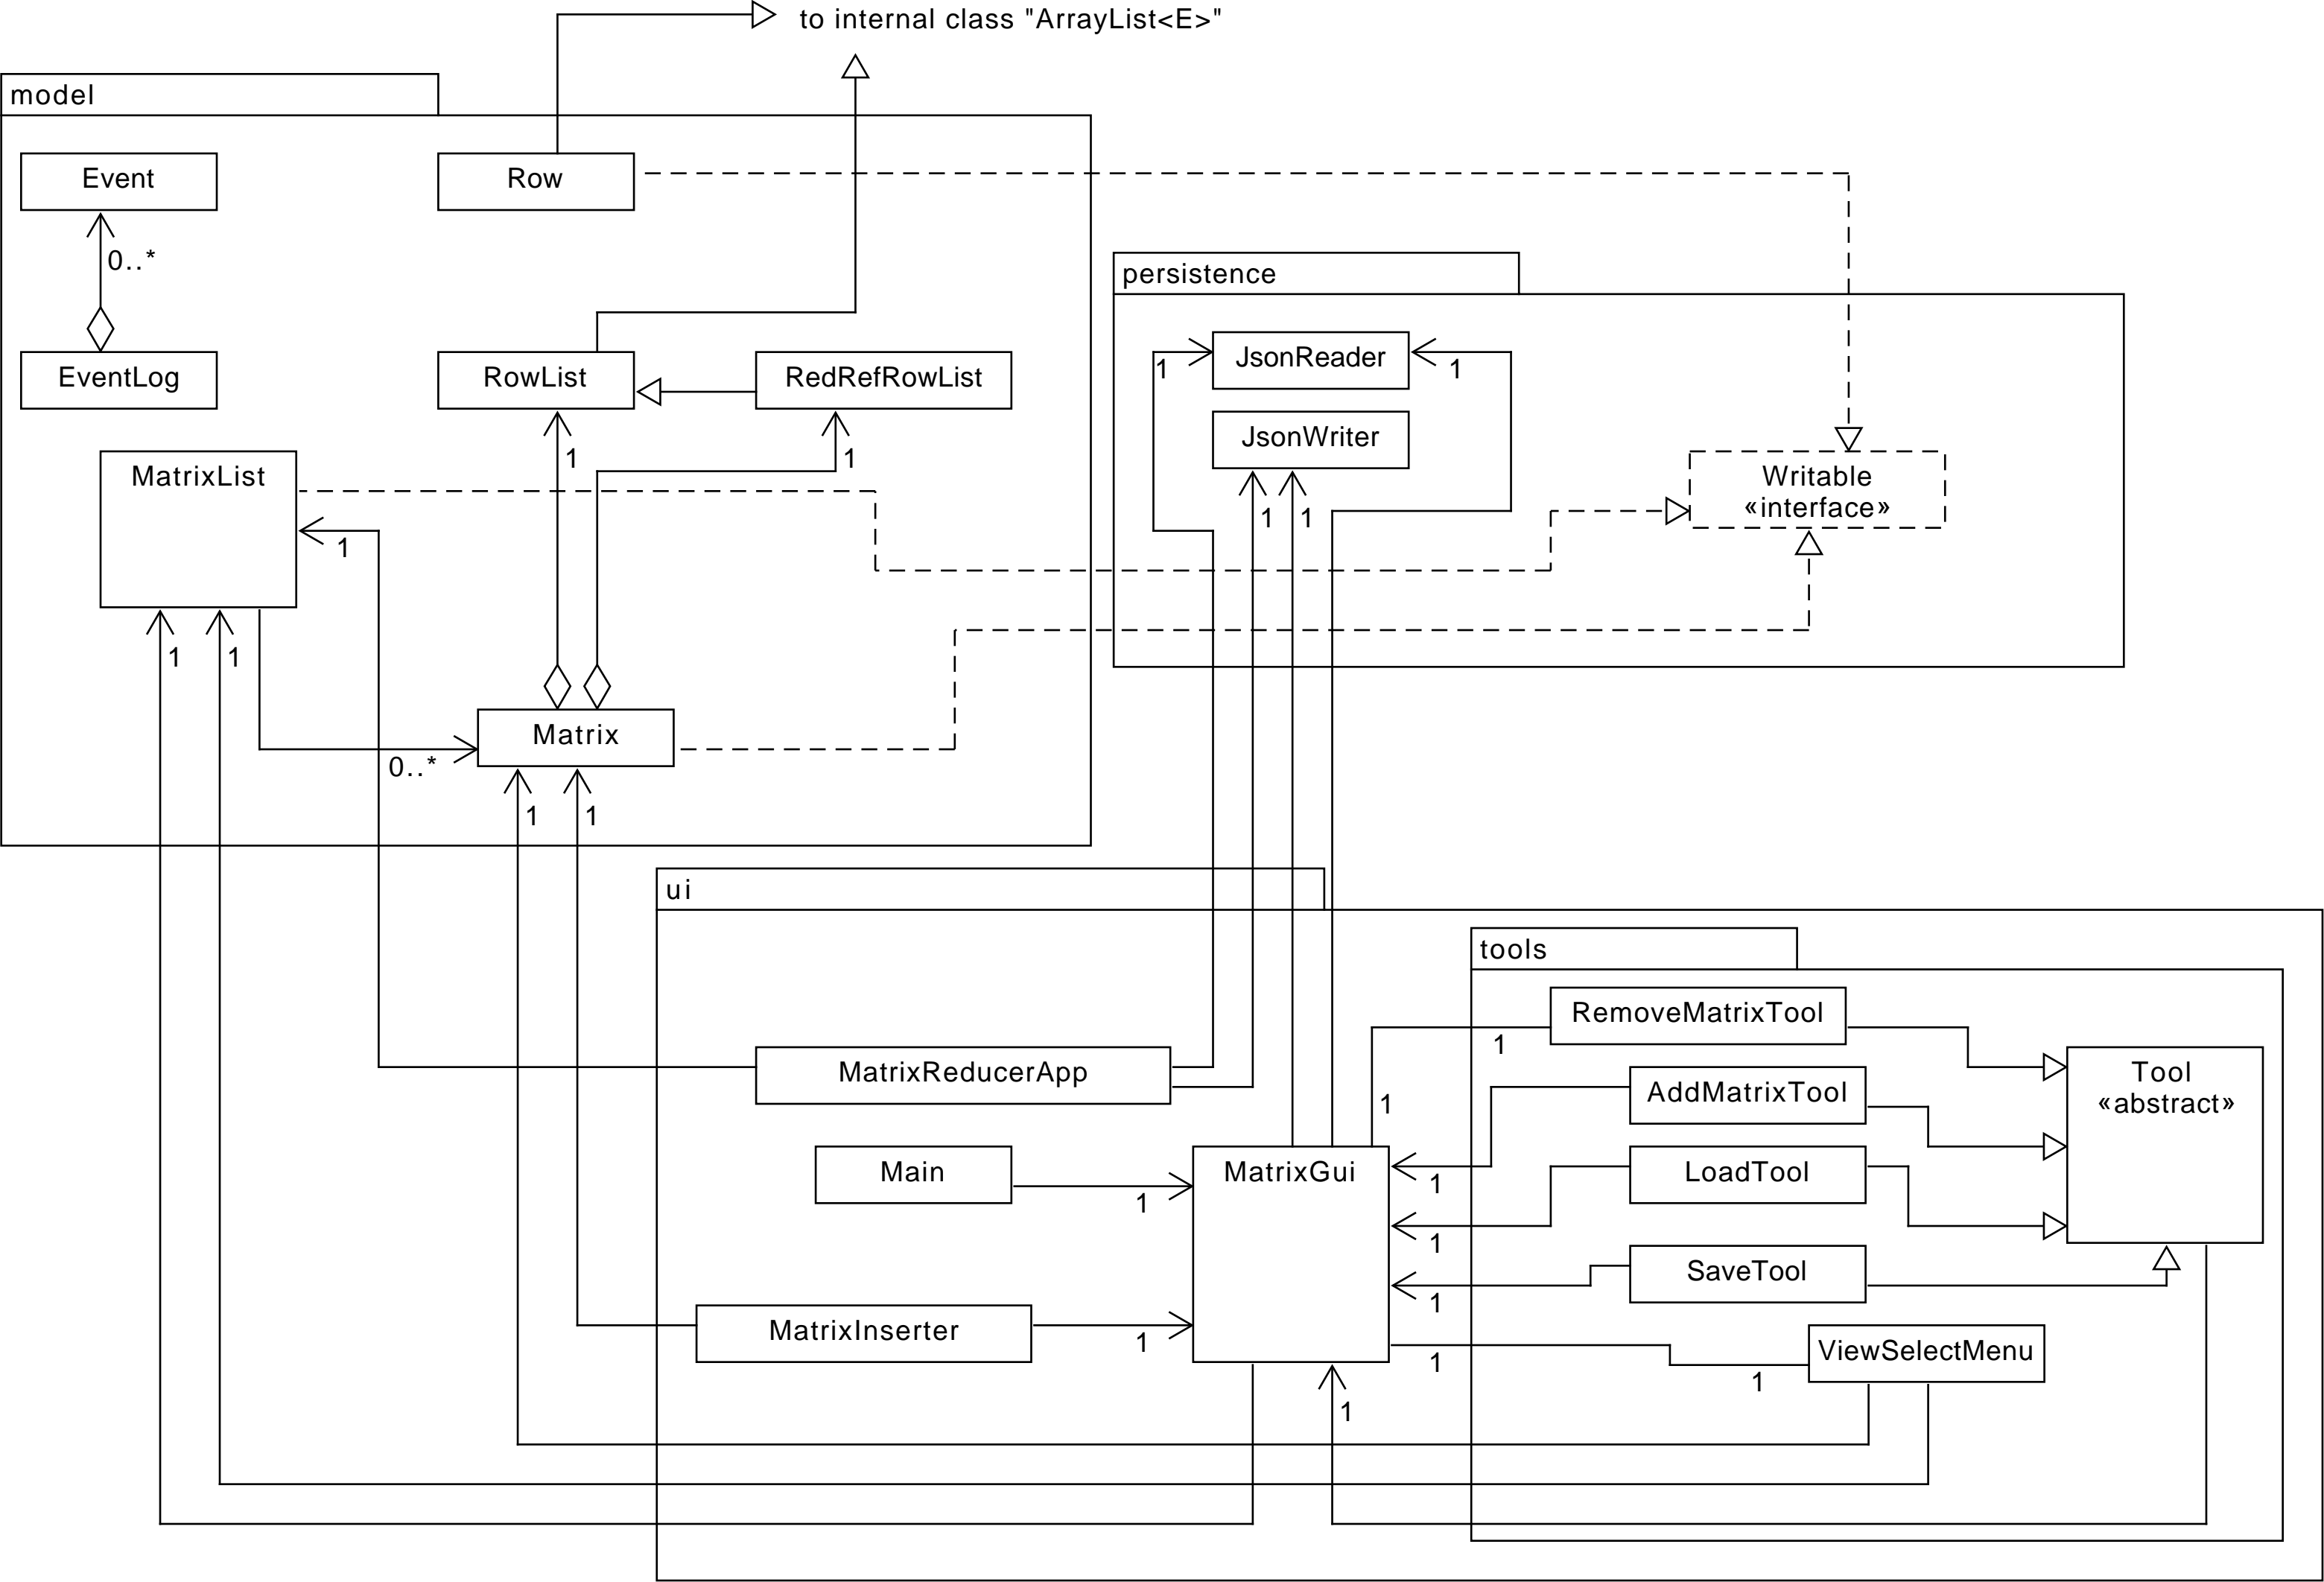 to internal class "ArrayList<E>"
model
Event
Row
0..*
persistence
EventLog
RowList
RedRefRowList
JsonReader
1
1
JsonWriter
1
1
MatrixList
Writable
«interface»
1
1
1
1
1
Matrix
0..*
1
1
ui
tools
RemoveMatrixTool
1
MatrixReducerApp
Tool
«abstract»
1
AddMatrixTool
Main
MatrixGui
LoadTool
1
1
1
SaveTool
1
MatrixInserter
1
ViewSelectMenu
1
1
1